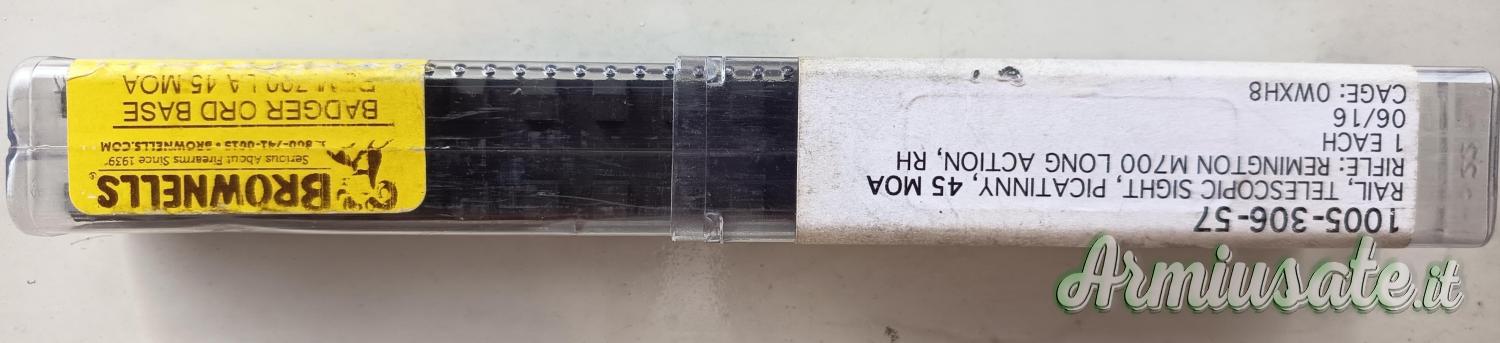 1005-306-57
RAIL, TELESCOPIC SIGHT, PICATINNY, 45 MOA
RIFLE: REMINGTON M700 LONG ACTION, RH
1 EACH
06/16
CAGE: 0WXH8
BROWNELLS
Serious About Firearms Since 1939
1-800-741-0015 • BROWNELLS.COM
BADGER ORD BASE
REM 700 LA 45 MOA
Armiusate.it